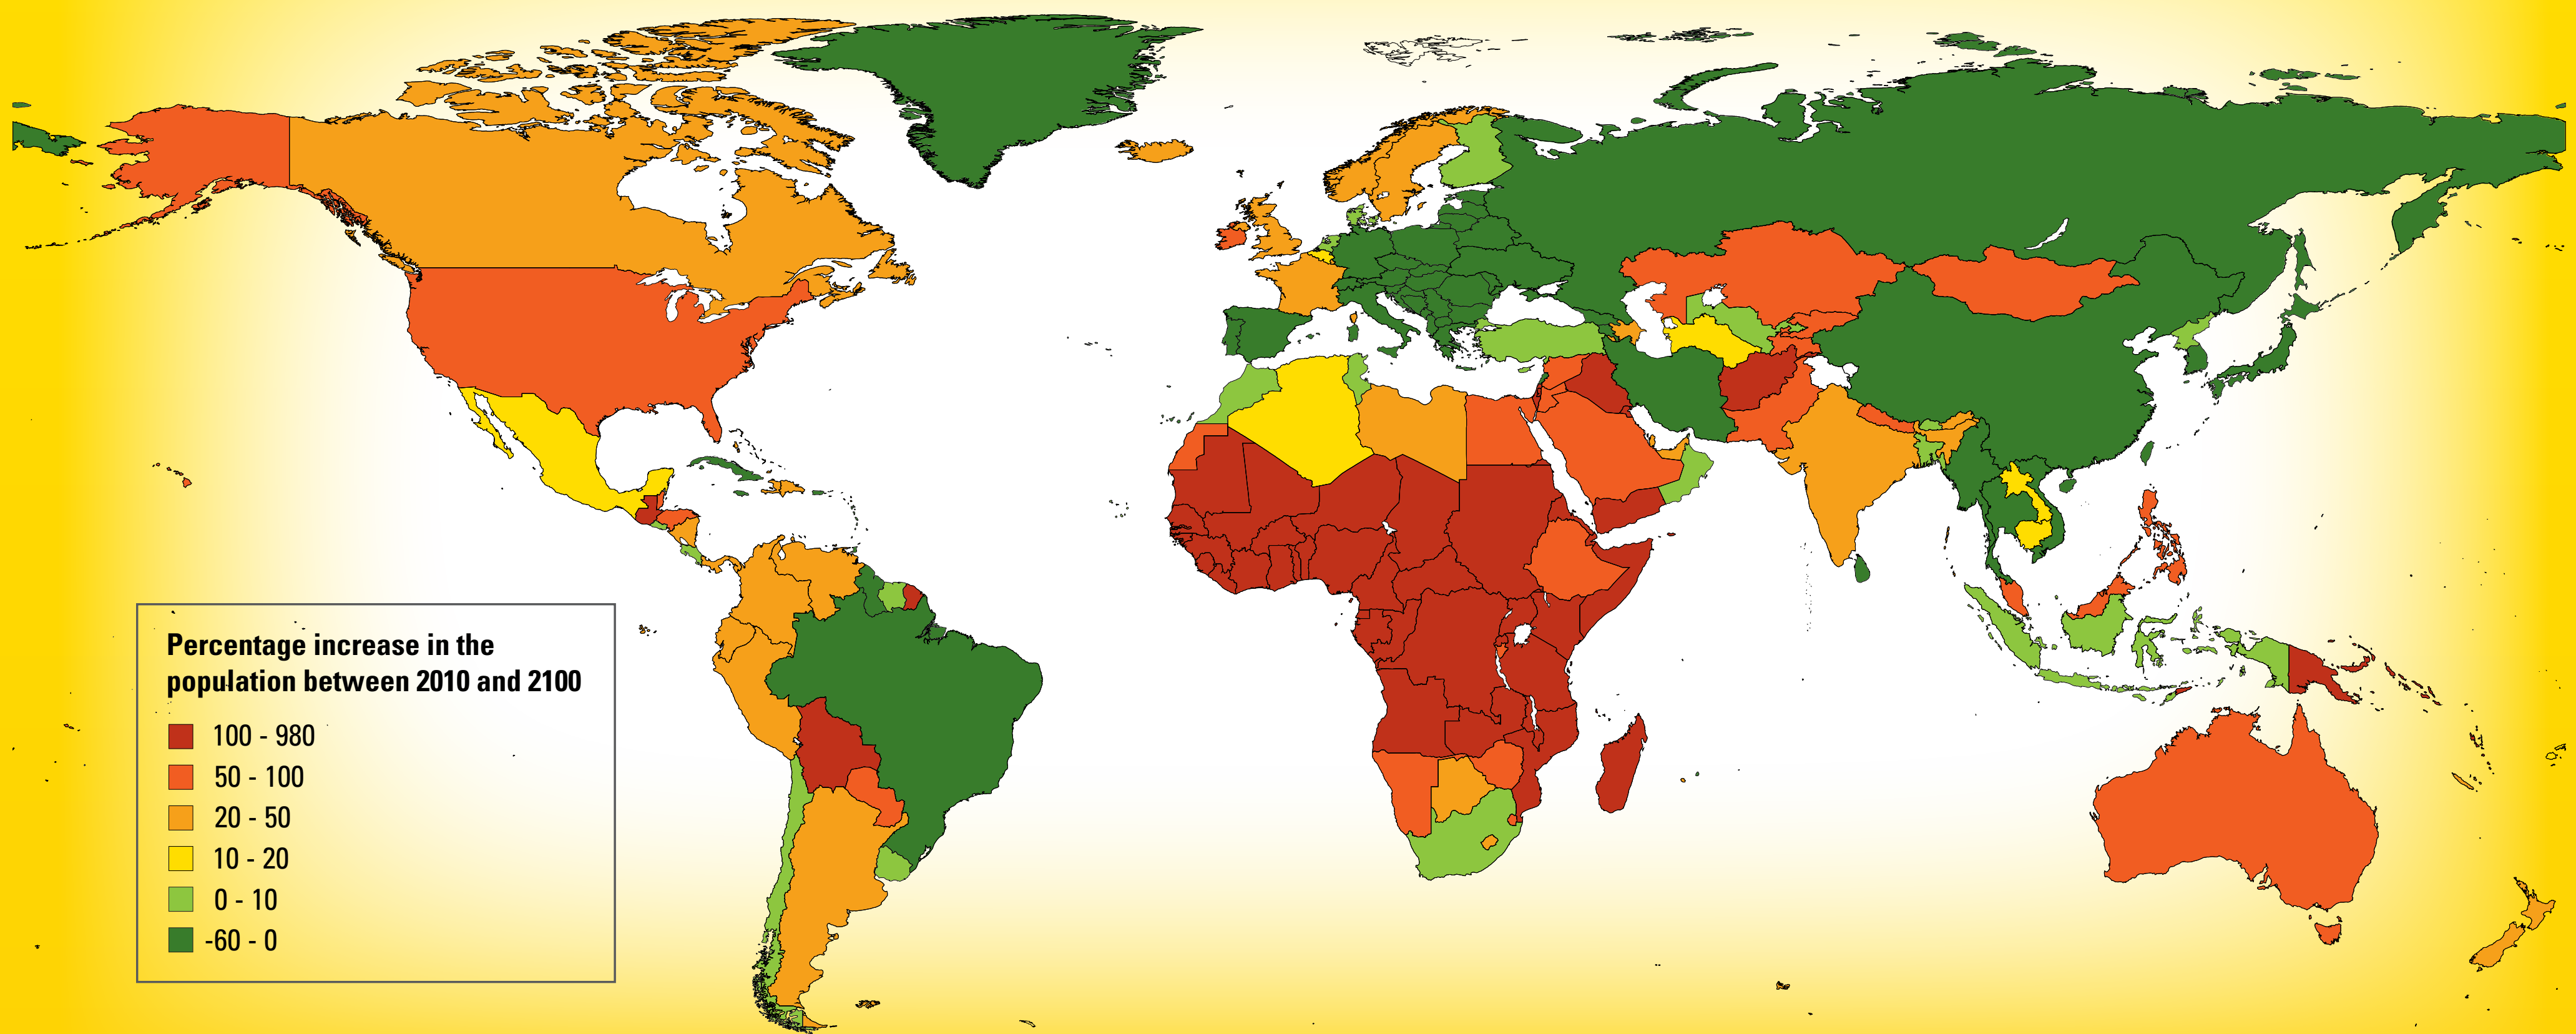 Percentage increase in the
population between 2010 and 2100
100 - 980
50 - 100
20 - 50
10 - 20
0 - 10
-60 - 0